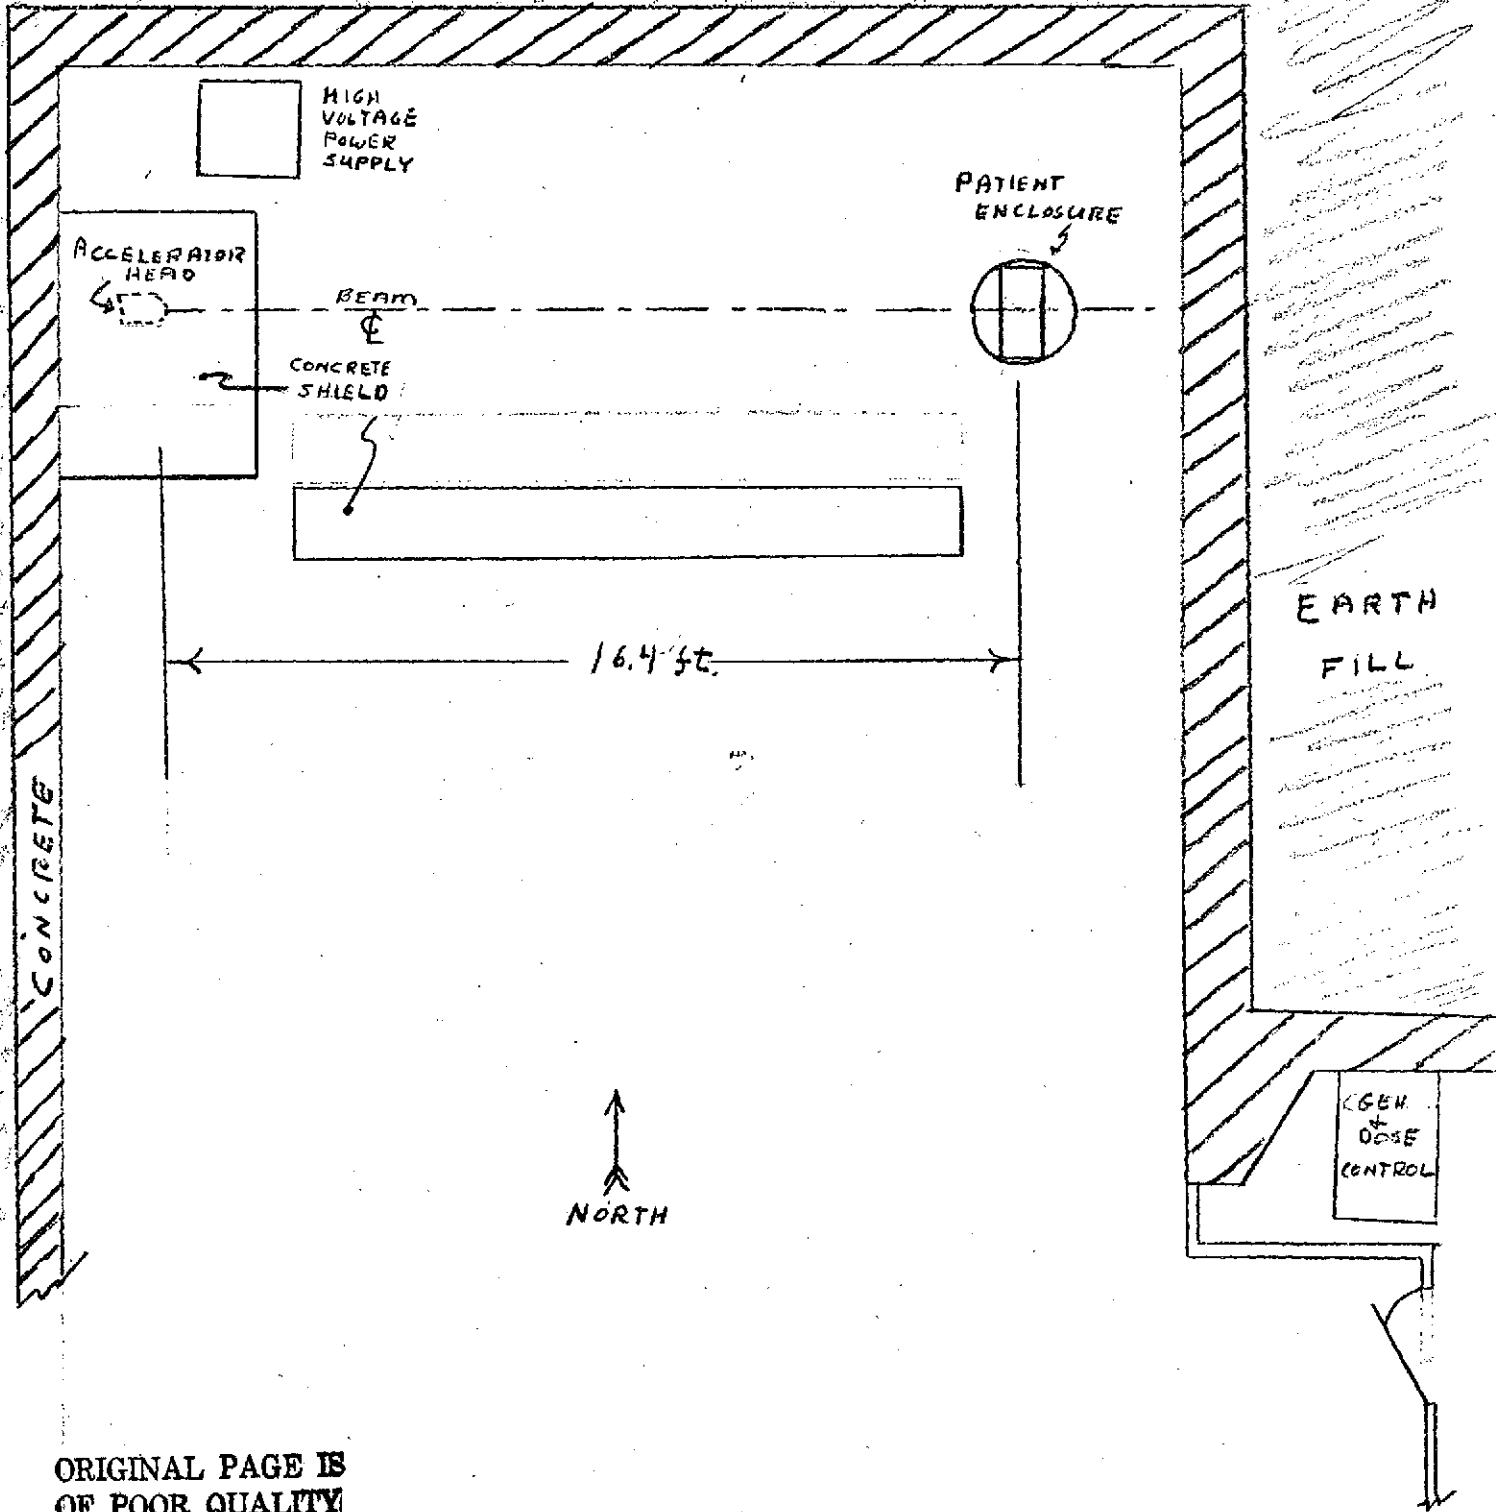 HIGH
VOLTAGE
POWER
SUPPLY
PATIENT
ENCLOSURE
ACCELERATOR
HEAD
BEAM
℄
CONCRETE
SHIELD
16.4 ft.
EARTH
FILL
CONCRETE
GEN
+
DOSE
CONTROL
NORTH
ORIGINAL PAGE IS
OF POOR QUALITY